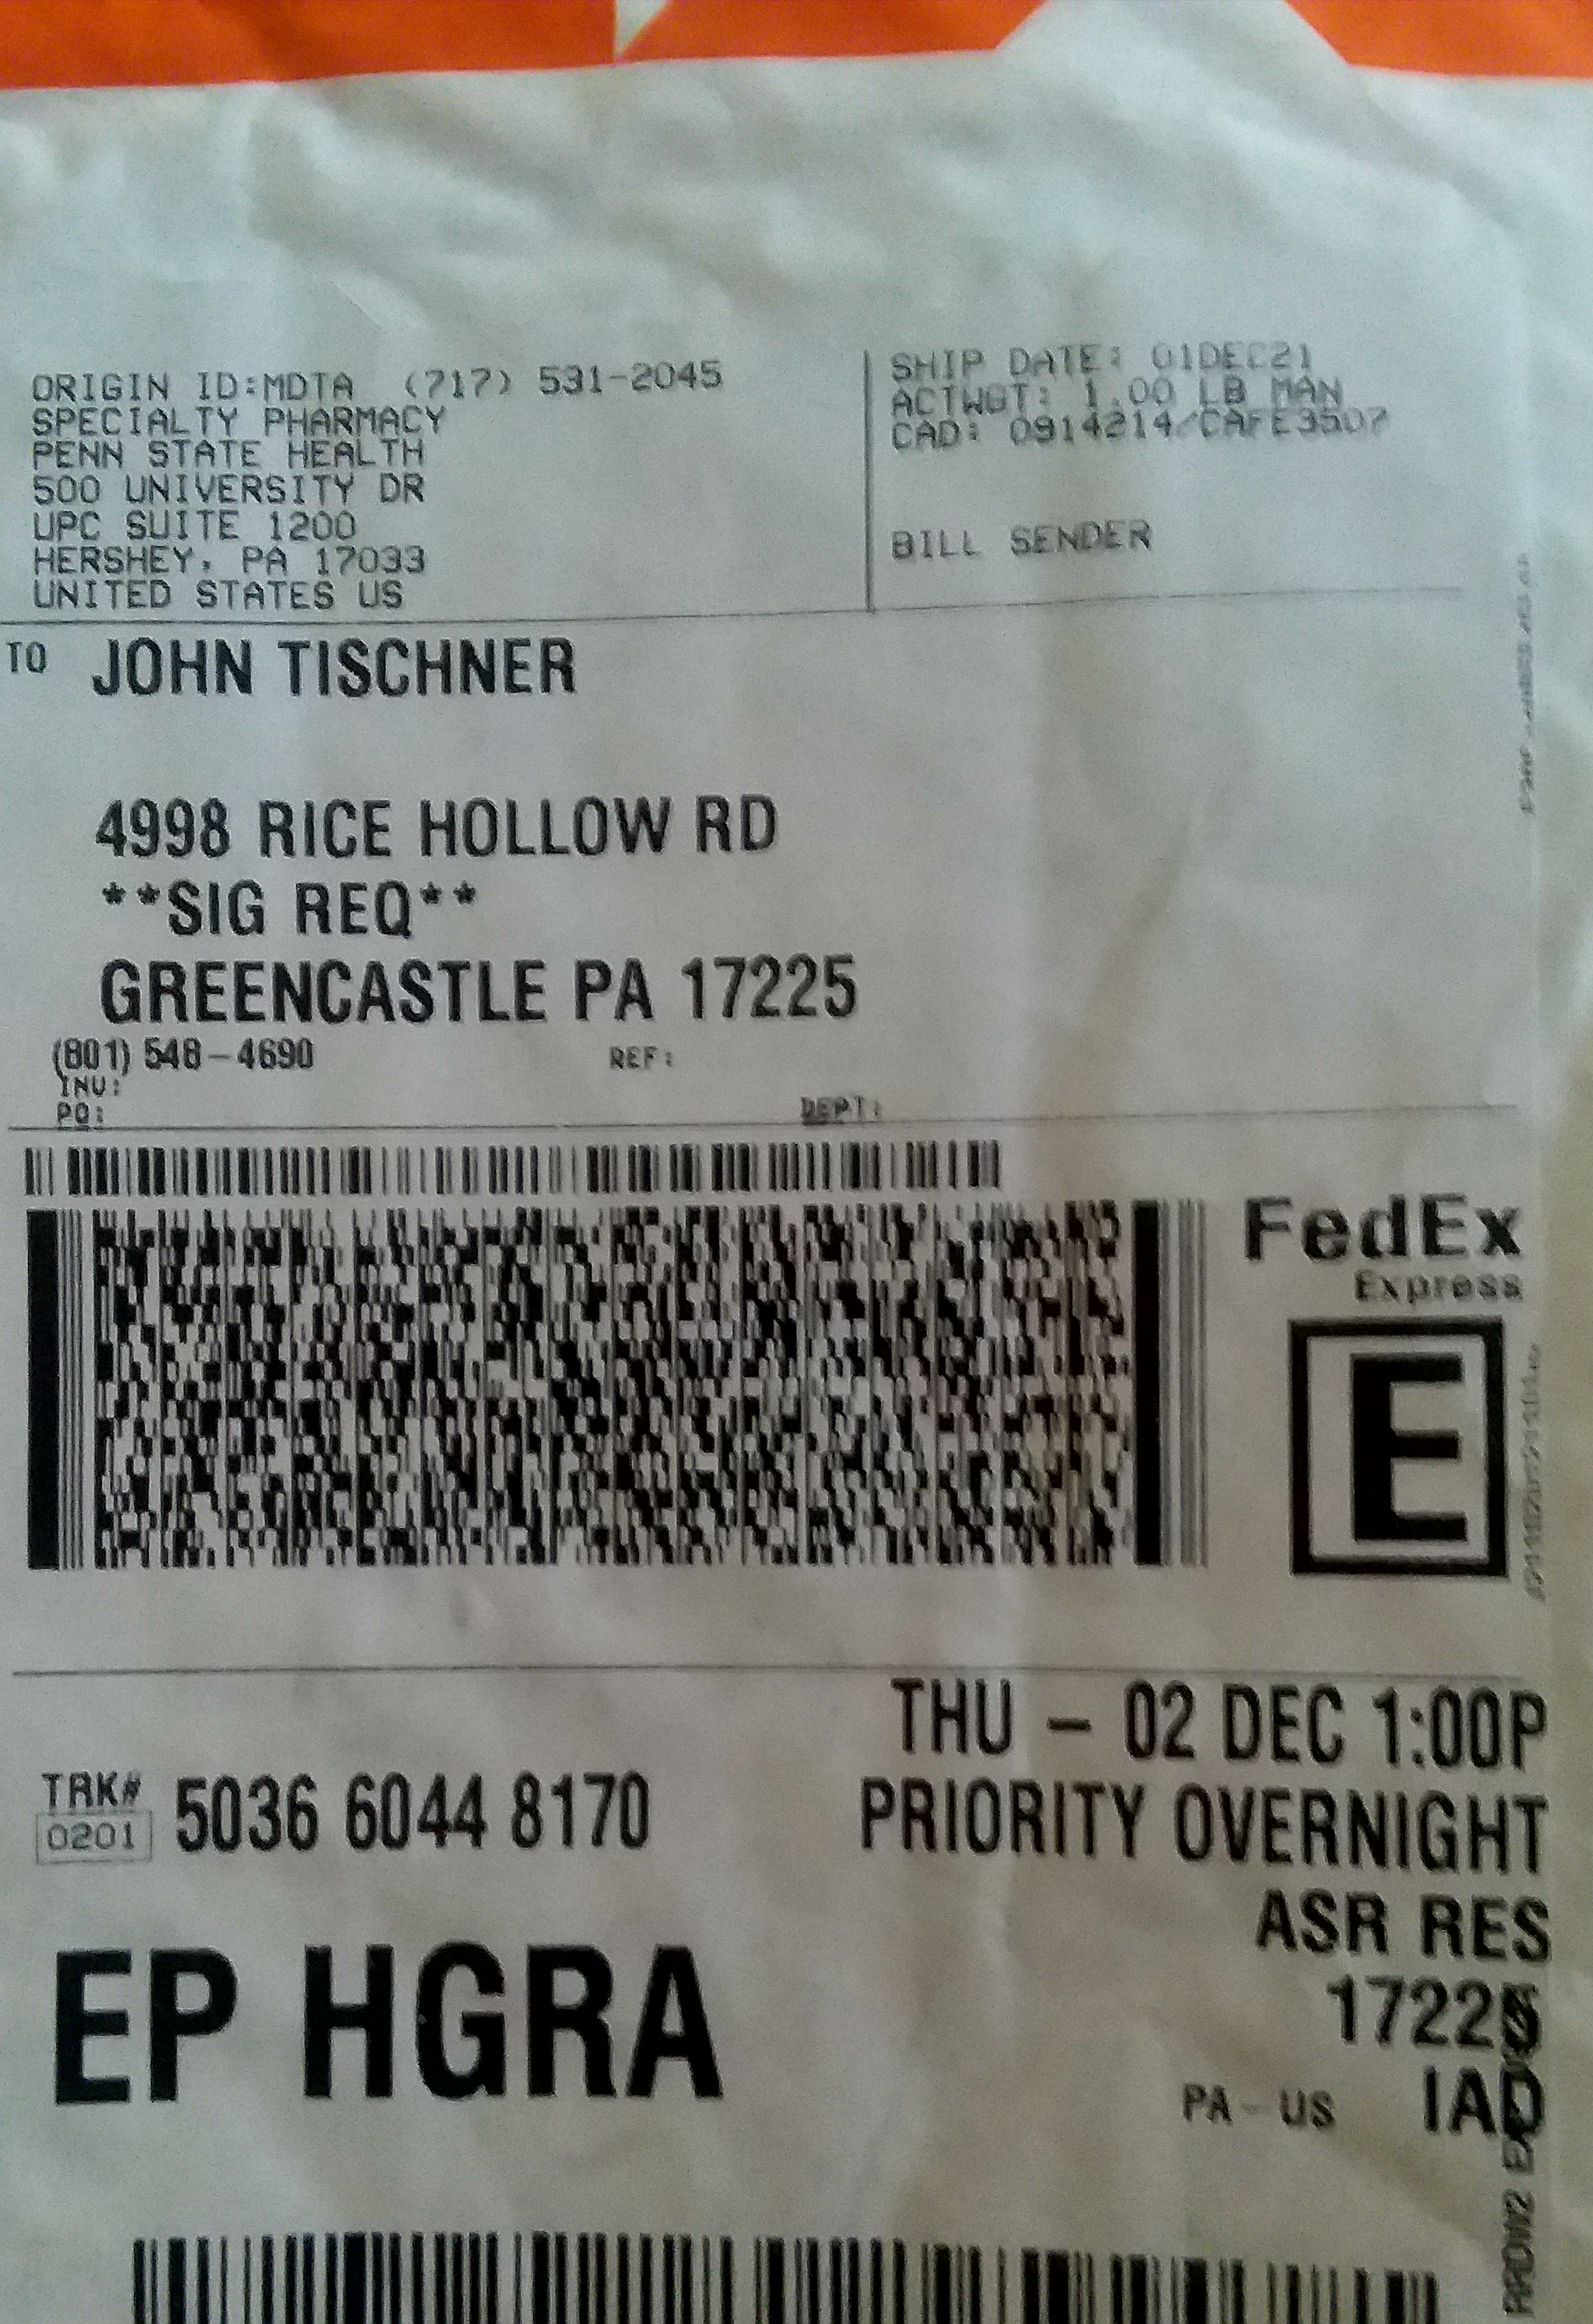 ORIGIN ID:MDTA (717) 531-2045
SPECIALTY PHARMACY
PENN STATE HEALTH
500 UNIVERSITY DR
UPC SUITE 1200
HERSHEY, PA 17033
UNITED STATES US
SHIP DATE: 01DEC21
ACTWGT: 1.00 LB MAN
CAD: 0914214/CAFE3507
BILL SENDER
TO JOHN TISCHNER
4998 RICE HOLLOW RD
**SIG REQ**
GREENCASTLE PA 17225
(801) 548-4690 REF:
INV:
PO: DEPT:
FedEx
Express
E
THU - 02 DEC 1:00P
TRK# 5036 6044 8170 PRIORITY OVERNIGHT
0201
ASR RES
EP HGRA
17225
PA - US IAD